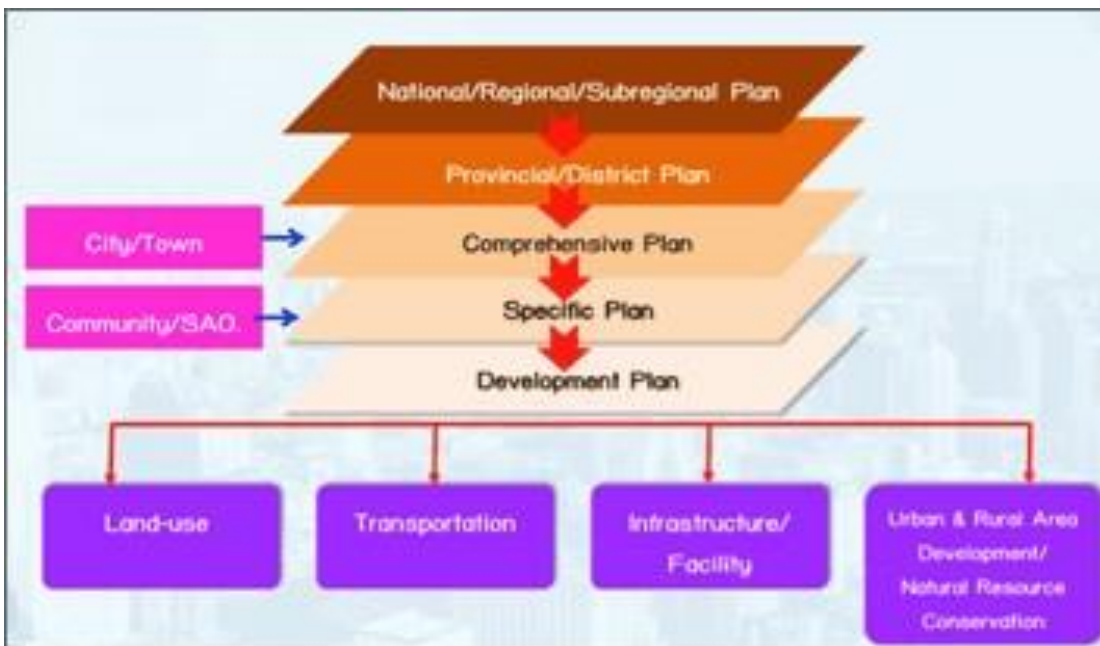 National/Regional/Subregional Plan
Provincial/District Plan
City/Town
Comprehensive Plan
Community/SAO.
Specific Plan
Development Plan
Land-use
Transportation
Infrastructure/
Facility
Urban & Rural Area
Development/
Natural Resource
Conservation